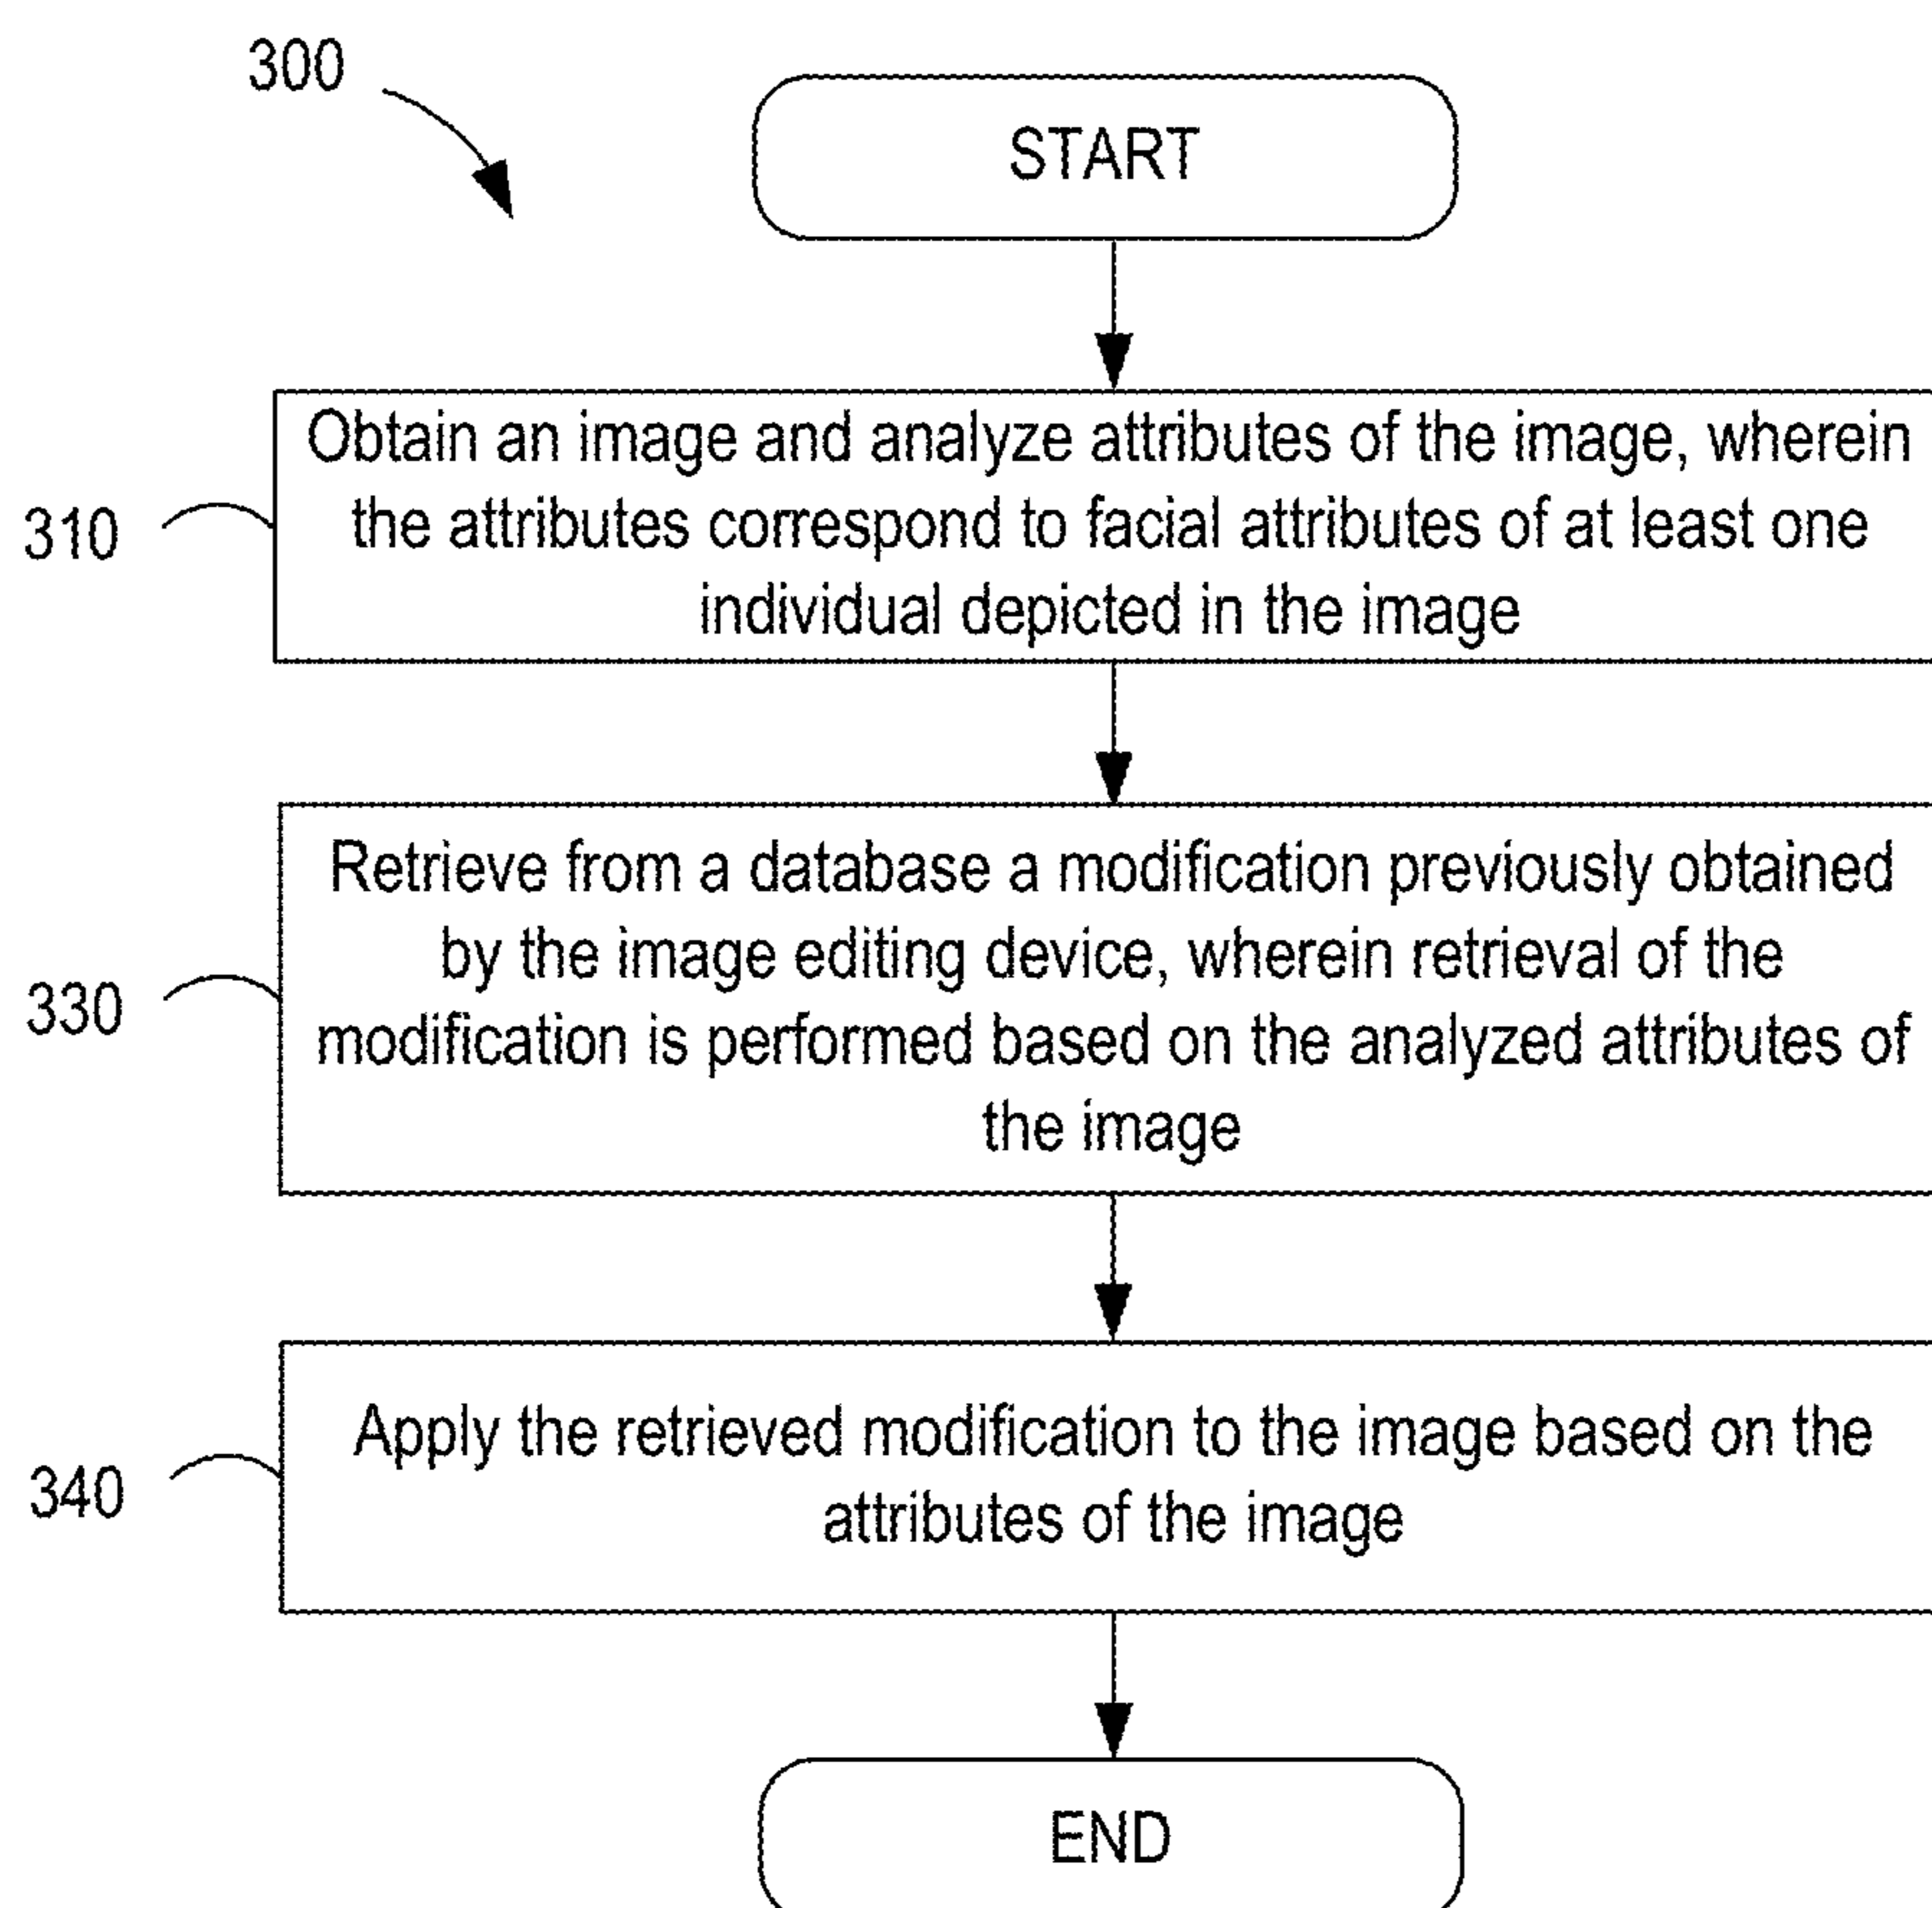 300
START
310
Obtain an image and analyze attributes of the image, wherein
the attributes correspond to facial attributes of at least one
individual depicted in the image
330
Retrieve from a database a modification previously obtained
by the image editing device, wherein retrieval of the
modification is performed based on the analyzed attributes of
the image
340
Apply the retrieved modification to the image based on the
attributes of the image
END